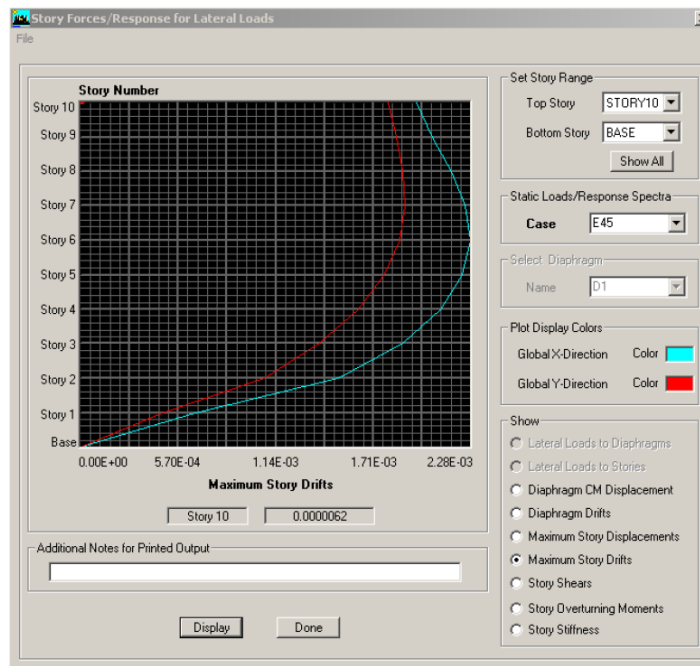 Story Forces/Response for Lateral Loads
File
Story Number
Story 10
Story 9
Story 8
Story 7
Story 6
Story 5
Story 4
Story 3
Story 2
Story 1
Base
0.00E+00 5.70E-04 1.14E-03 1.71E-03 2.28E-03
Maximum Story Drifts
Story 10 0.0000062
Additional Notes for Printed Output
Display Done
Set Story Range
Top Story STORY10
Bottom Story BASE
Show All
Static Loads/Response Spectra
Case E45
Select Diaphragm
Name D1
Plot Display Colors
Global X-Direction Color
Global Y-Direction Color
Show
Lateral Loads to Diaphragms
Lateral Loads to Stories
Diaphragm CM Displacement
Diaphragm Drifts
Maximum Story Displacements
Maximum Story Drifts
Story Shears
Story Overturning Moments
Story Stiffness